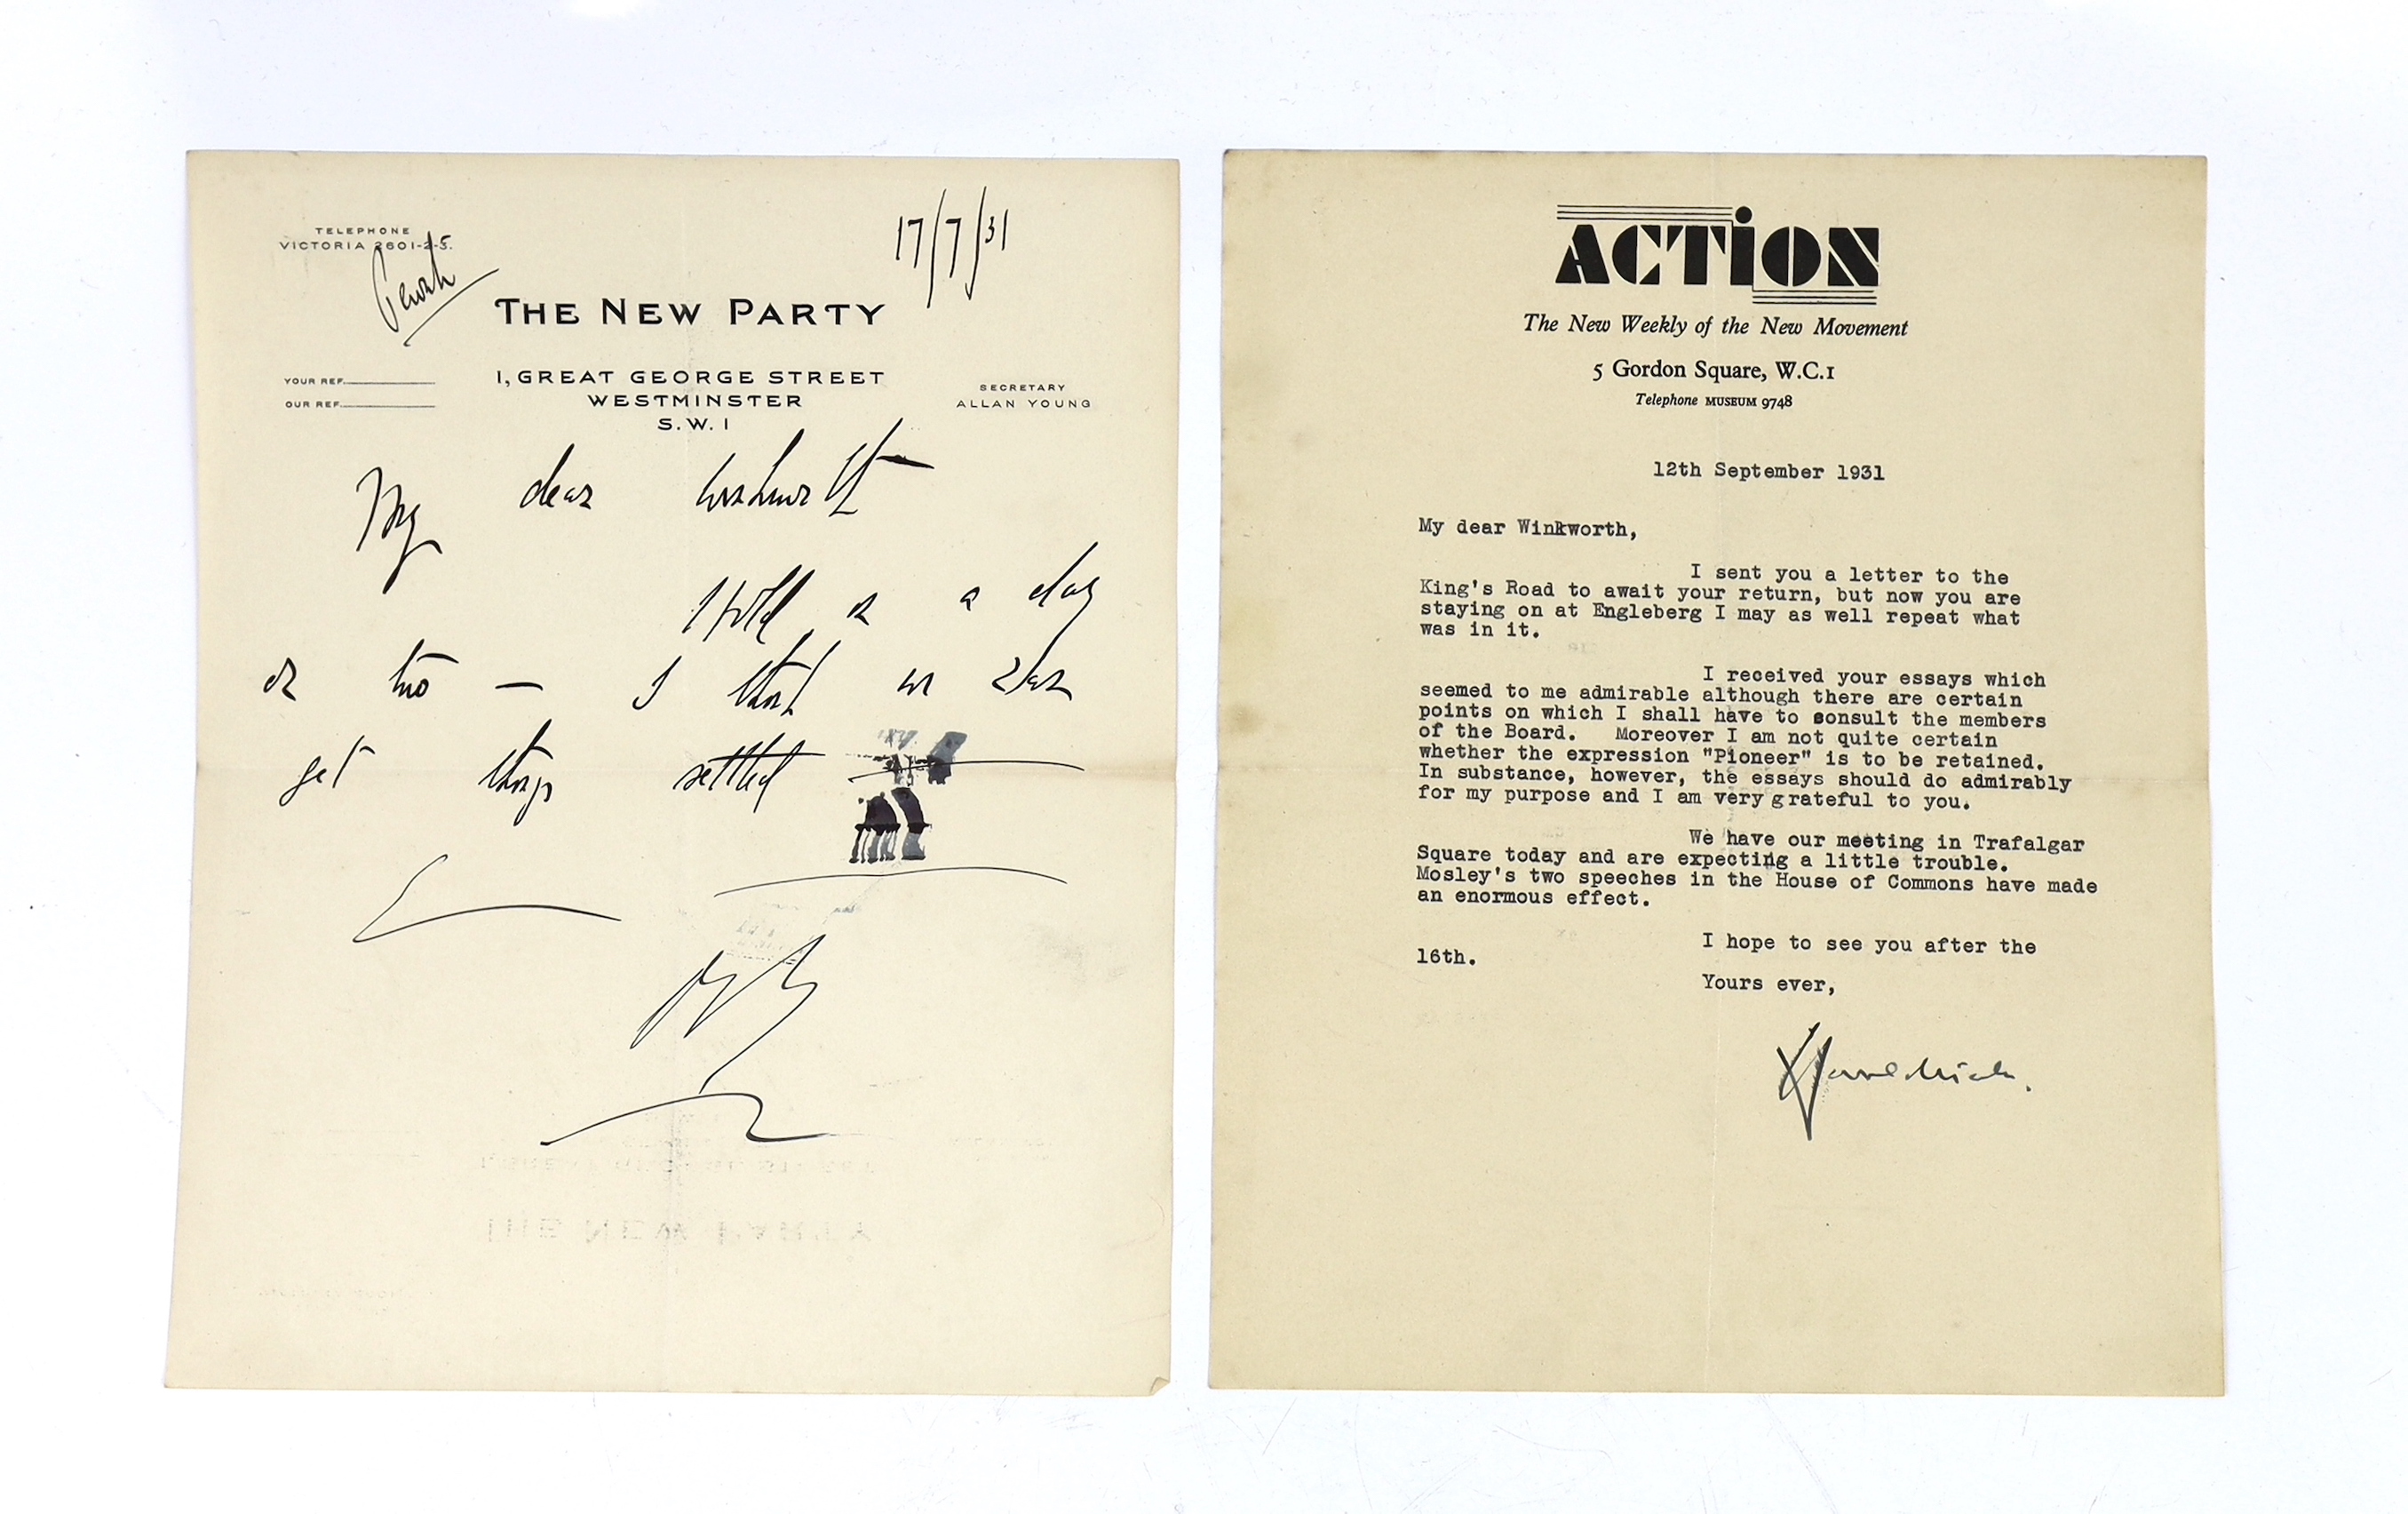 TELEPHONE
VICTORIA 2601-2-3.
17/7/31
THE NEW PARTY
YOUR REF.
OUR REF.
1, GREAT GEORGE STREET
WESTMINSTER
S.W.1
SECRETARY
ALLAN YOUNG
My dear Winkworth
Hold on a day
or two — I think we can
get things settled
ACTION
The New Weekly of the New Movement
5 Gordon Square, W.C.1
Telephone MUSEUM 9748
12th September 1931
My dear Winkworth,
I sent you a letter to the
King's Road to await your return, but now you are
staying on at Engleberg I may as well repeat what
was in it.
I received your essays which
seemed to me admirable although there are certain
points on which I shall have to consult the members
of the Board. Moreover I am not quite certain
whether the expression "Pioneer" is to be retained.
In substance, however, the essays should do admirably
for my purpose and I am very grateful to you.
We have our meeting in Trafalgar
Square today and are expecting a little trouble.
Mosley's two speeches in the House of Commons have made
an enormous effect.
I hope to see you after the
16th.
Yours ever,